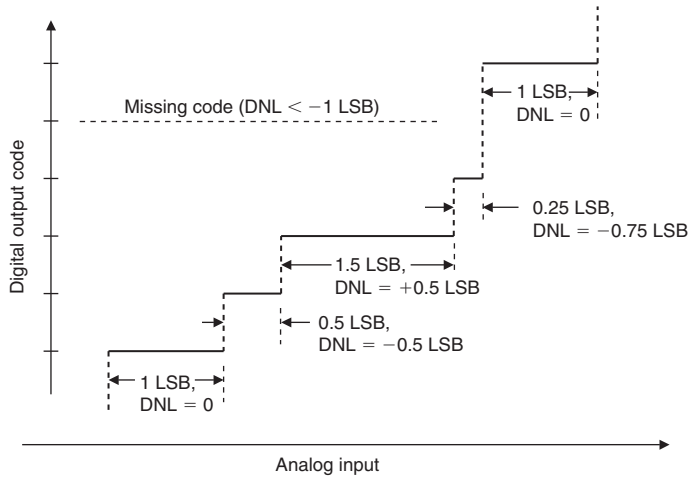 Missing code (DNL < −1 LSB)
1 LSB,
DNL = 0
0.25 LSB,
DNL = −0.75 LSB
Digital output code
1.5 LSB,
DNL = +0.5 LSB
0.5 LSB,
DNL = −0.5 LSB
1 LSB,
DNL = 0
Analog input